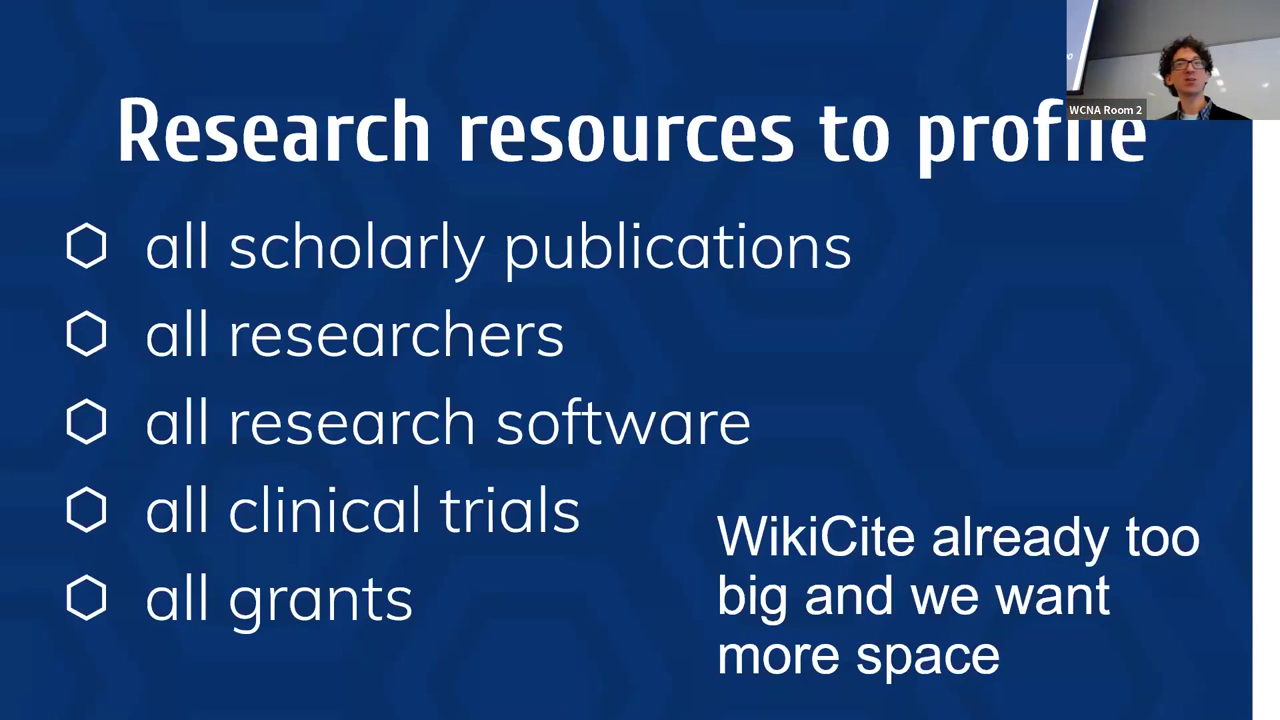 WCNA Room 2
Research resources to profile
all scholarly publications
all researchers
all research software
all clinical trials
all grants
WikiCite already too
big and we want
more space